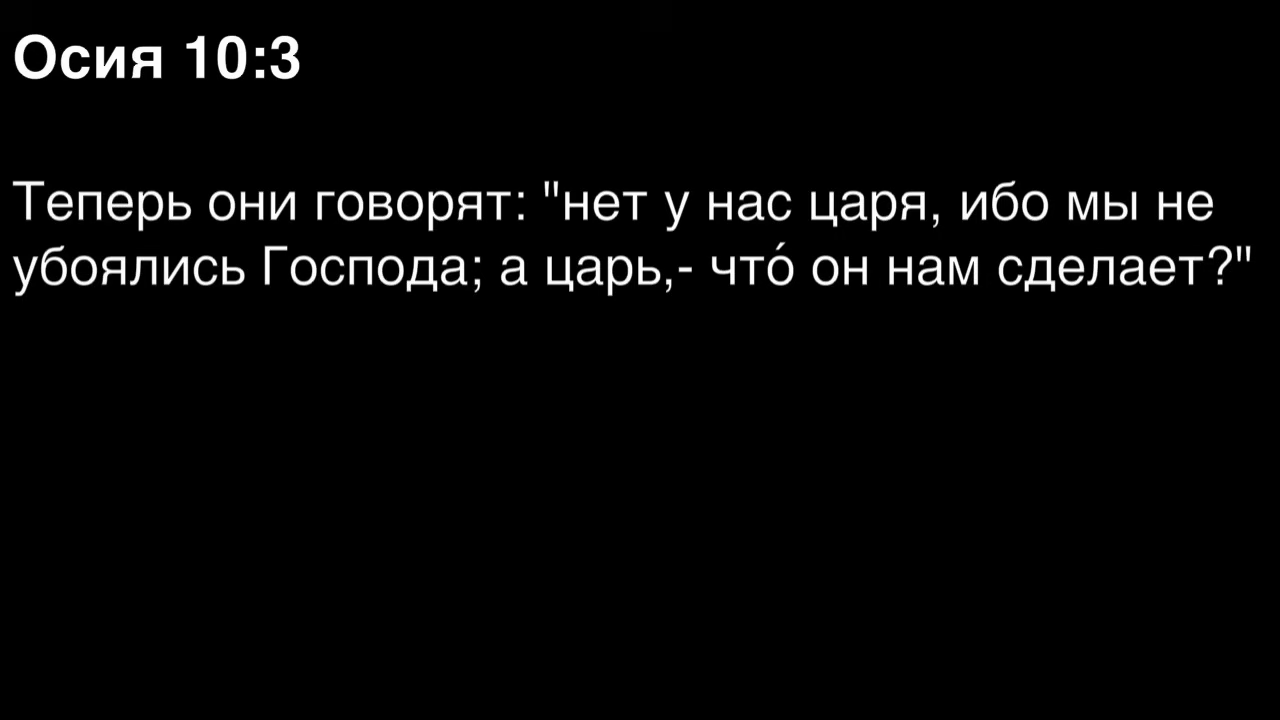 Осия 10:3
Теперь они говорят: "нет у нас царя, ибо мы не
убоялись Господа; а царь,- что́ он нам сделает?"